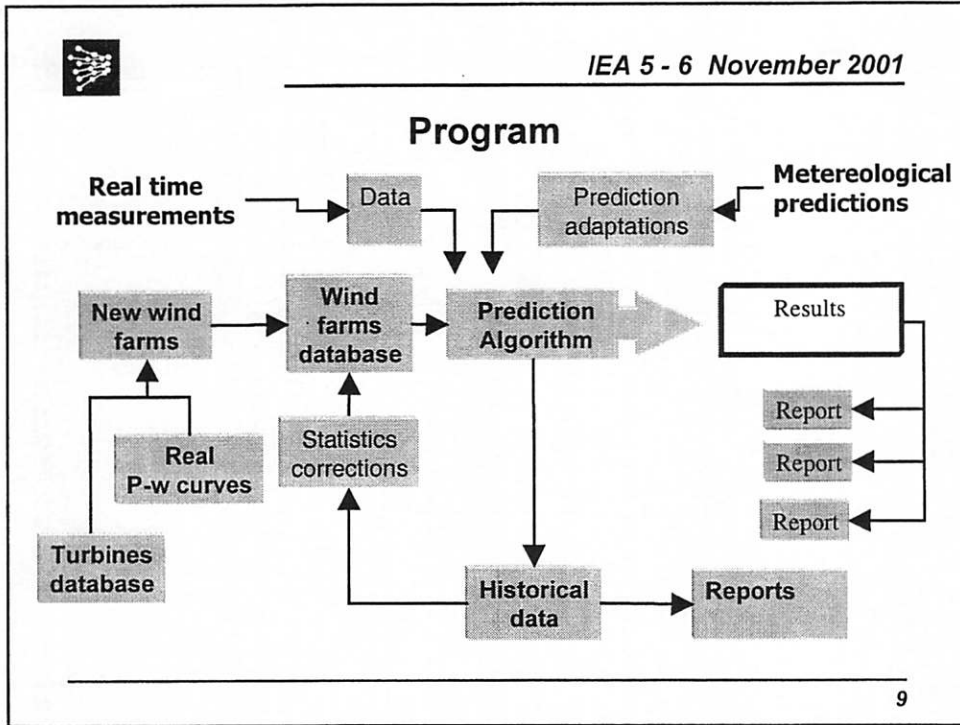 IEA 5 - 6 November 2001
Program
Real time
measurements
Data
Prediction
adaptations
Metereological
predictions
New wind
farms
Wind
farms
database
Prediction
Algorithm
Results
Real
P-w curves
Statistics
corrections
Report
Report
Report
Turbines
database
Historical
data
Reports
9